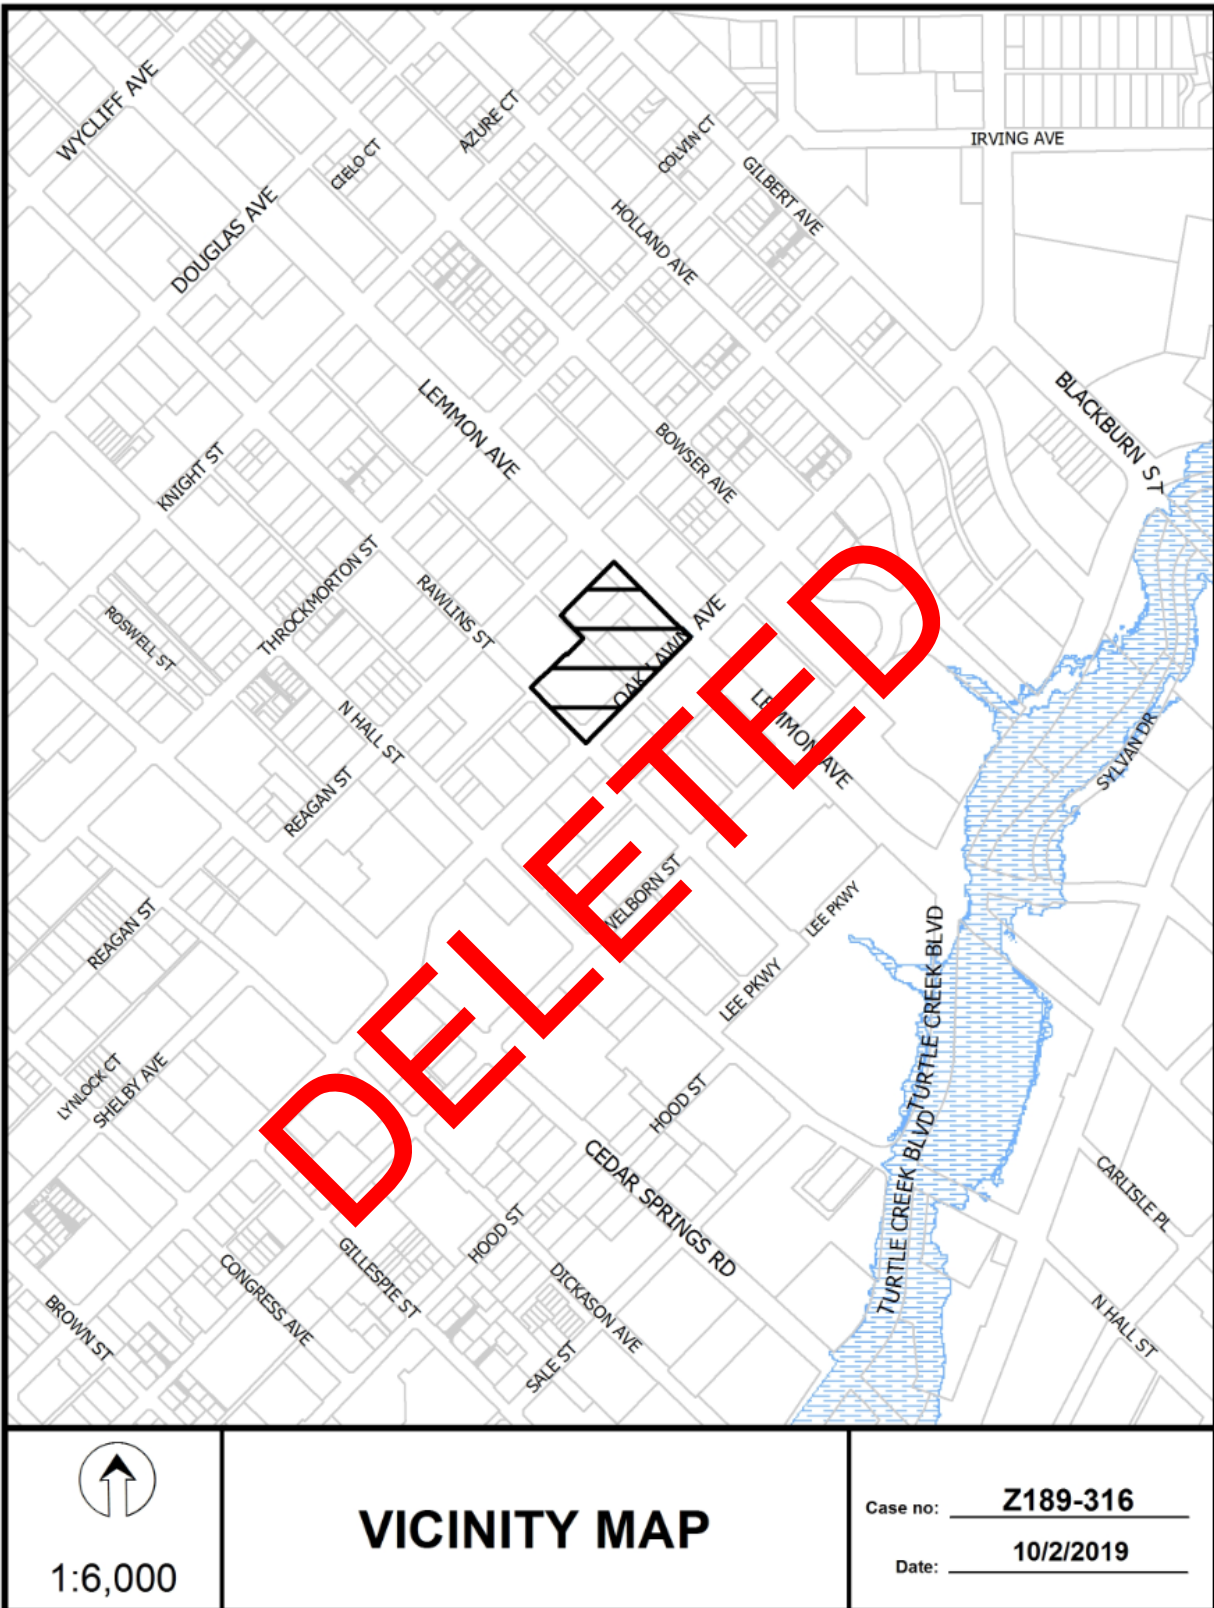 WYCLIFF AVE
AZURE CT
COLVIN CT
IRVING AVE
CIELO CT
GILBERT AVE
DOUGLAS AVE
HOLLAND AVE
LEMMON AVE
BLACKBURN ST
BOWSER AVE
KNIGHT ST
THROCKMORTON ST
RAWLINS ST
ROSWELL ST
OAK LAWN AVE
N HALL ST
LEMMON AVE
SYLVAN DR
REAGAN ST
WELBORN ST
LEE PKWY
REAGAN ST
LEE PKWY
TURTLE CREEK BLVD
DELETED
LYNLOCK CT
SHELBY AVE
HOOD ST
CEDAR SPRINGS RD
TURTLE CREEK BLVD
CARLISLE PL
HOOD ST
GILLESPIE ST
CONGRESS AVE
DICKASON AVE
BROWN ST
SALE ST
N HALL ST
1:6,000
VICINITY MAP
Case no: Z189-316
Date: 10/2/2019